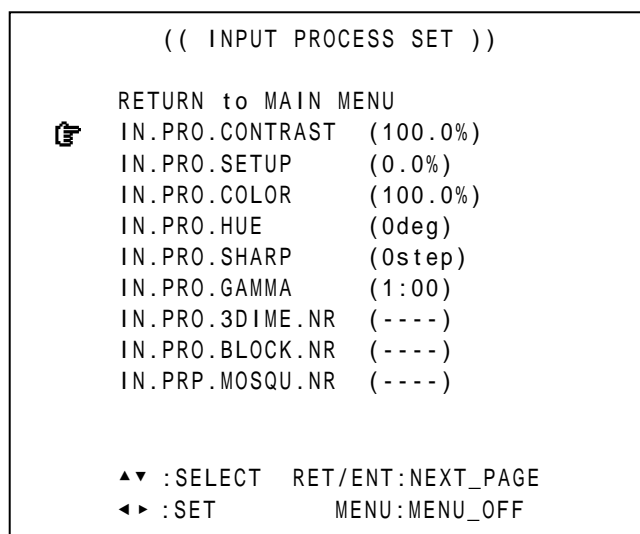 (( INPUT PROCESS SET ))
RETURN to MAIN MENU
☞ IN.PRO.CONTRAST (100.0%)
IN.PRO.SETUP (0.0%)
IN.PRO.COLOR (100.0%)
IN.PRO.HUE (0deg)
IN.PRO.SHARP (0step)
IN.PRO.GAMMA (1:00)
IN.PRO.3DIME.NR (----)
IN.PRO.BLOCK.NR (----)
IN.PRP.MOSQU.NR (----)
▲▼ :SELECT RET/ENT:NEXT_PAGE
◄► :SET MENU:MENU_OFF